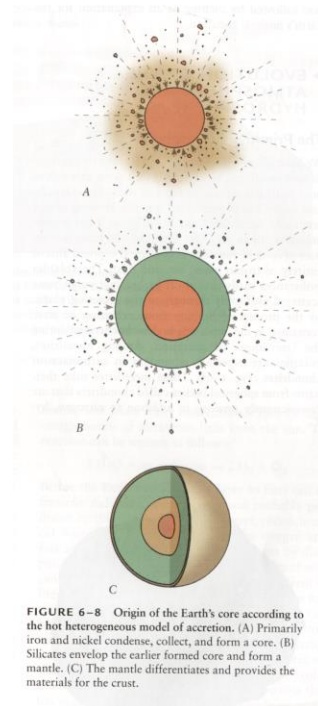 A
B
C
FIGURE 6–8 Origin of the Earth's core according to
the hot heterogeneous model of accretion. (A) Primarily
iron and nickel condense, collect, and form a core. (B)
Silicates envelop the earlier formed core and form a
mantle. (C) The mantle differentiates and provides the
materials for the crust.